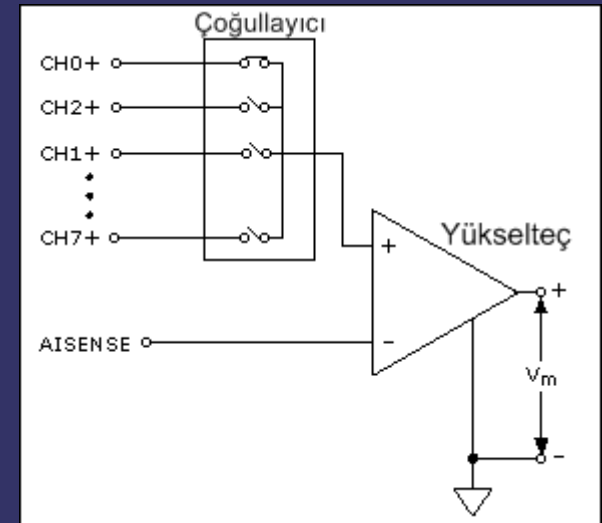 Çoğullayıcı
CH0+
CH2+
CH1+
CH7+
Yükselteç
+
+
AISENSE
-
Vm
-